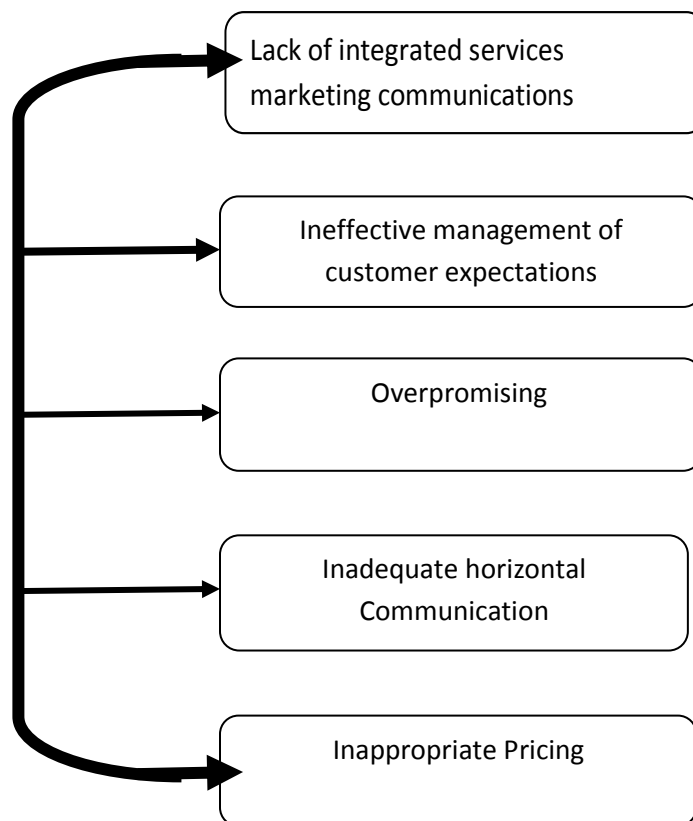 Lack of integrated services
marketing communications
Ineffective management of
customer expectations
Overpromising
Inadequate horizontal
Communication
Inappropriate Pricing